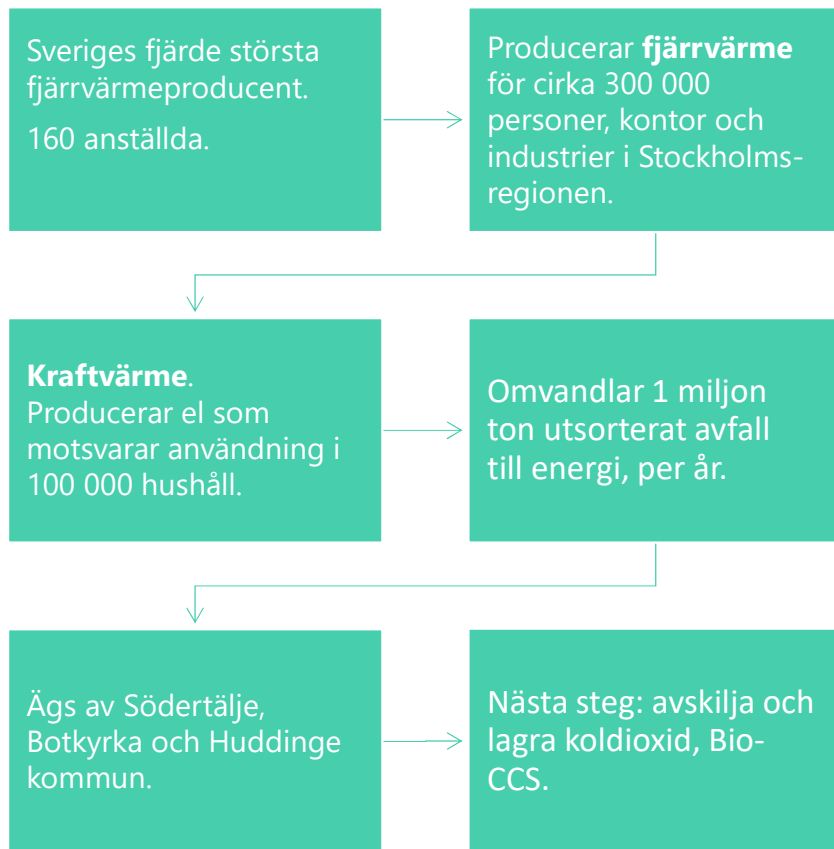 Sveriges fjärde största
fjärrvärmeproducent.
160 anställda.
Producerar fjärrvärme
för cirka 300 000
personer, kontor och
industrier i Stockholms-
regionen.
Kraftvärme.
Producerar el som
motsvarar användning i
100 000 hushåll.
Omvandlar 1 miljon
ton utsorterat avfall
till energi, per år.
Ägs av Södertälje,
Botkyrka och Huddinge
kommun.
Nästa steg: avskilja och
lagra koldioxid, Bio-
CCS.